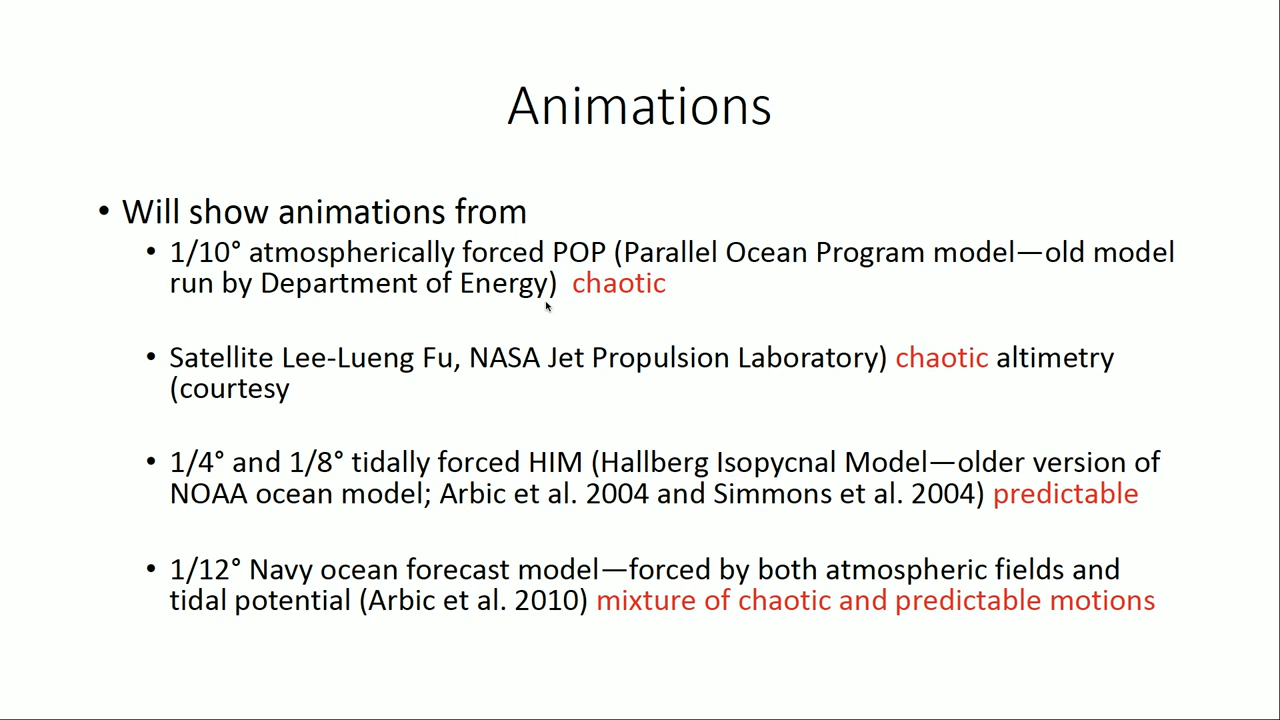 Animations
• Will show animations from
• 1/10° atmospherically forced POP (Parallel Ocean Program model—old model
run by Department of Energy) chaotic
• Satellite Lee-Lueng Fu, NASA Jet Propulsion Laboratory) chaotic altimetry
(courtesy
• 1/4° and 1/8° tidally forced HIM (Hallberg Isopycnal Model—older version of
NOAA ocean model; Arbic et al. 2004 and Simmons et al. 2004) predictable
• 1/12° Navy ocean forecast model—forced by both atmospheric fields and
tidal potential (Arbic et al. 2010) mixture of chaotic and predictable motions